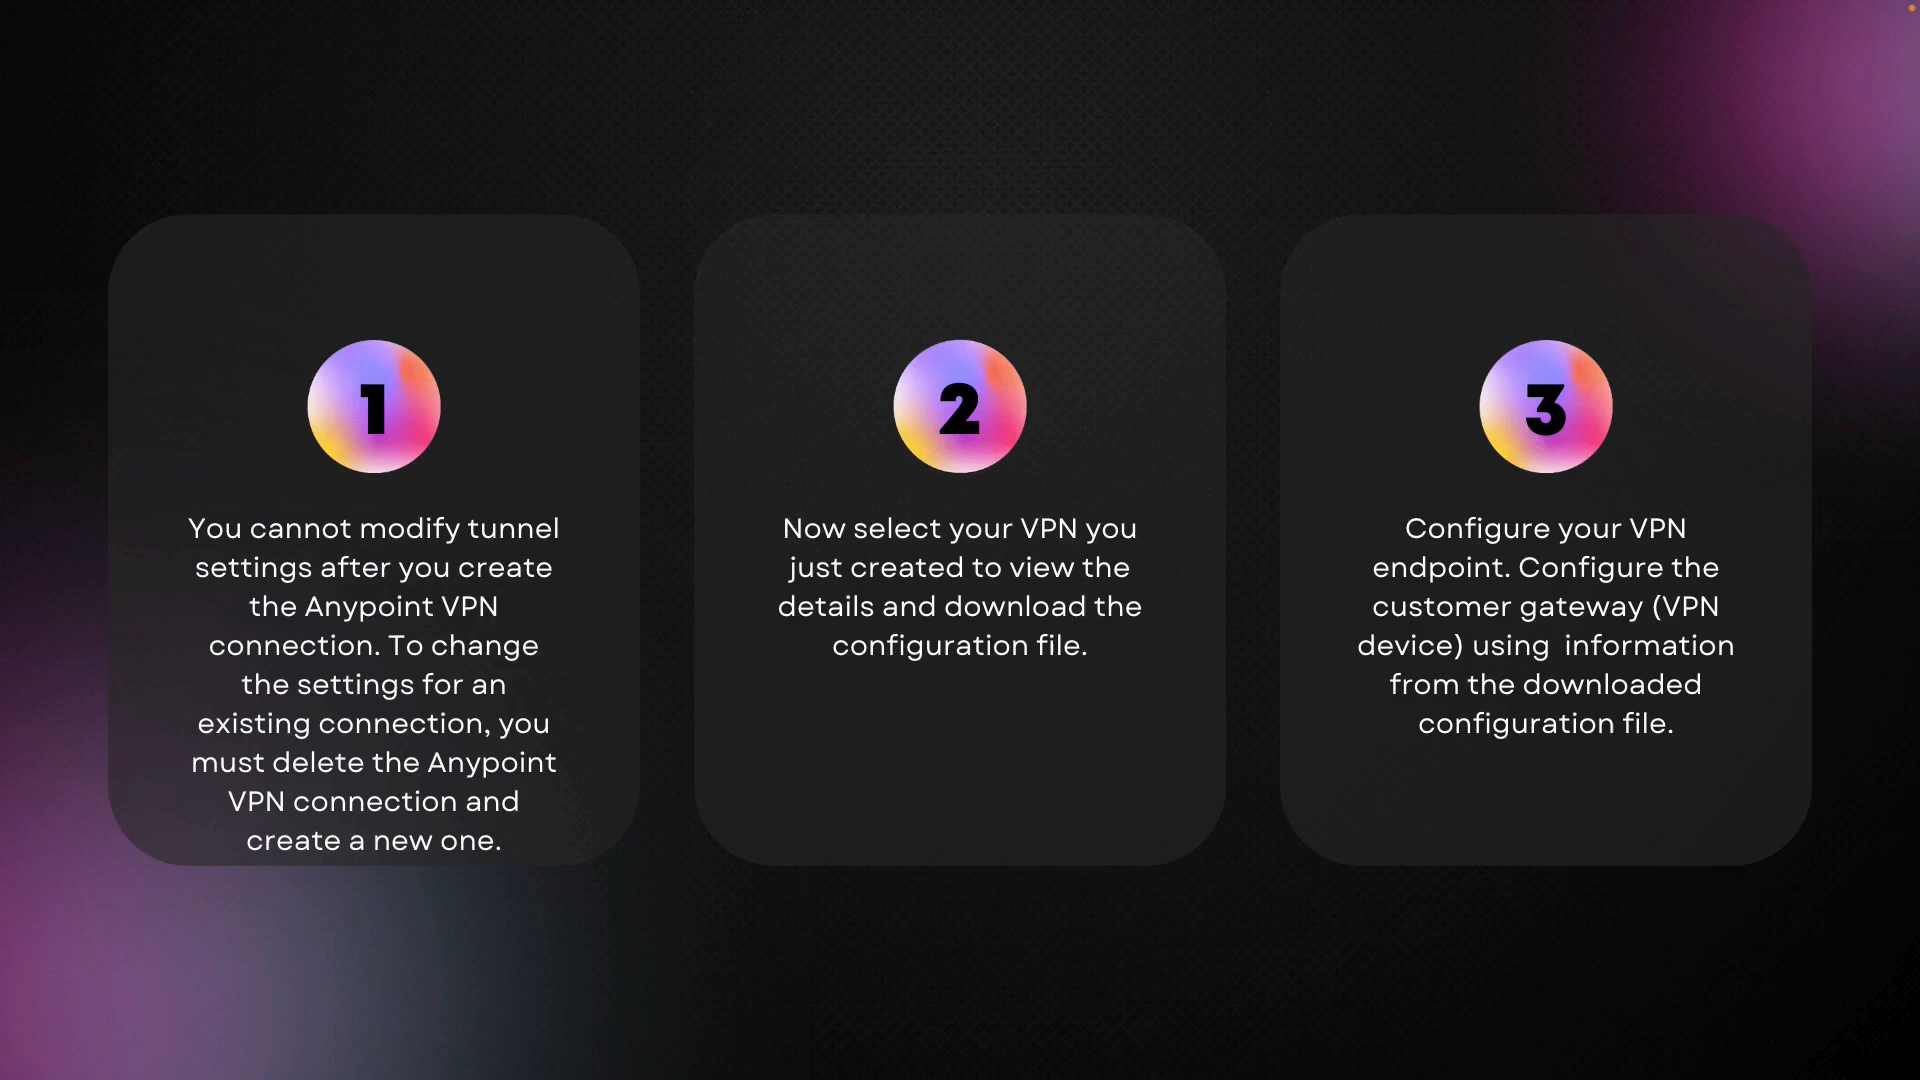 1
You cannot modify tunnel
settings after you create
the Anypoint VPN
connection. To change
the settings for an
existing connection, you
must delete the Anypoint
VPN connection and
create a new one.
2
Now select your VPN you
just created to view the
details and download the
configuration file.
3
Configure your VPN
endpoint. Configure the
customer gateway (VPN
device) using  information
from the downloaded
configuration file.